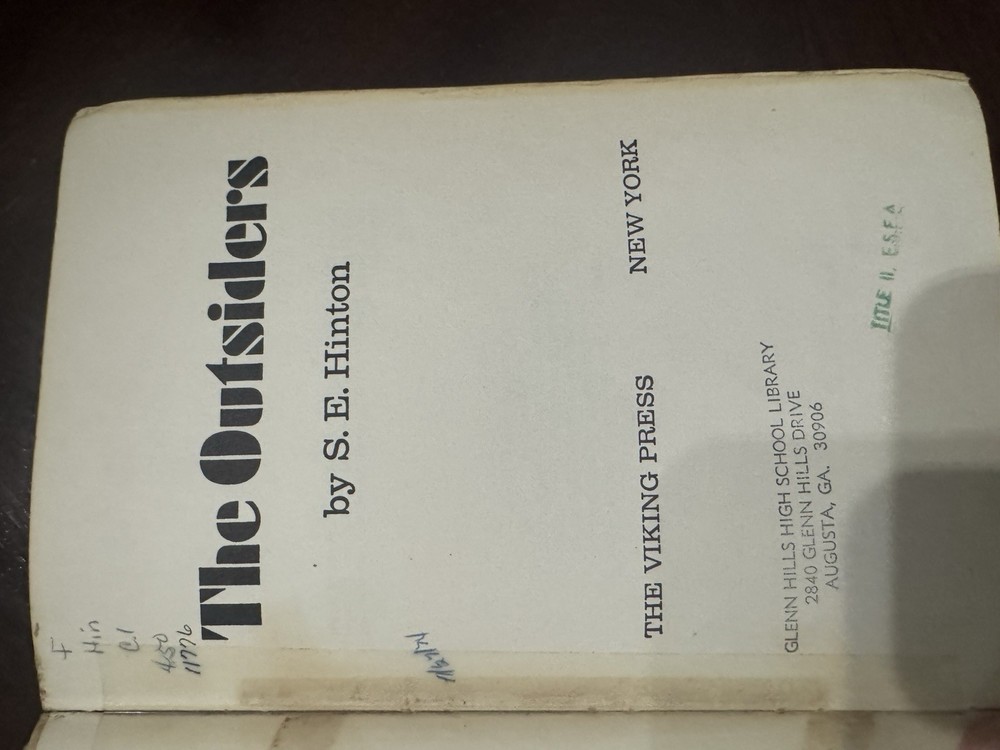 F
Hin
C.1
4.50
11776
The Outsiders
by S. E. Hinton
THE VIKING PRESS NEW YORK
GLENN HILLS HIGH SCHOOL LIBRARY
2840 GLENN HILLS DRIVE
AUGUSTA, GA. 30906
TITLE II, E.S.E.A